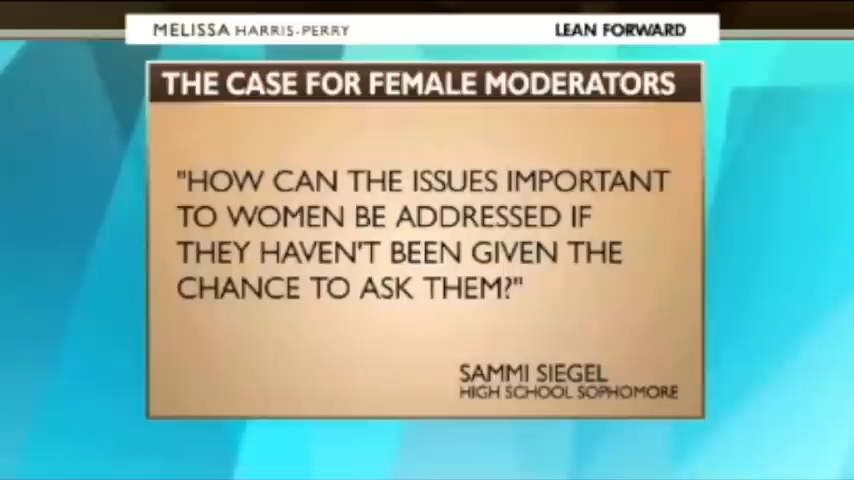 MELISSA HARRIS-PERRY LEAN FORWARD
THE CASE FOR FEMALE MODERATORS
"HOW CAN THE ISSUES IMPORTANT
TO WOMEN BE ADDRESSED IF
THEY HAVEN'T BEEN GIVEN THE
CHANCE TO ASK THEM?"
SAMMI SIEGEL
HIGH SCHOOL SOPHOMORE